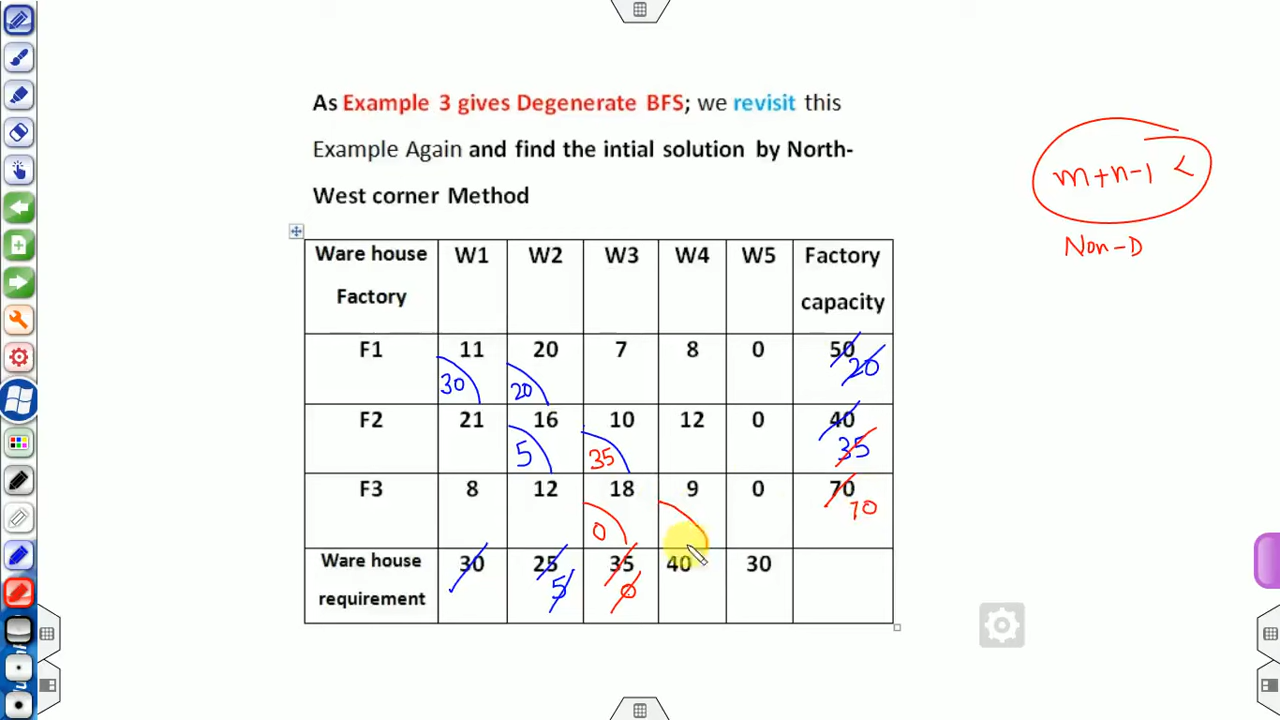 As Example 3 gives Degenerate BFS; we revisit this
Example Again and find the intial solution by North-
West corner Method
m+n-1 <
Non-D
Ware house Factory W1 W2 W3 W4 W5 Factory capacity
F1 11 20 7 8 0 50 20
30 20
F2 21 16 10 12 0 40 35
5 35
F3 8 12 18 9 0 70 70
0
Ware house requirement 30 25 5 35 0 40 30